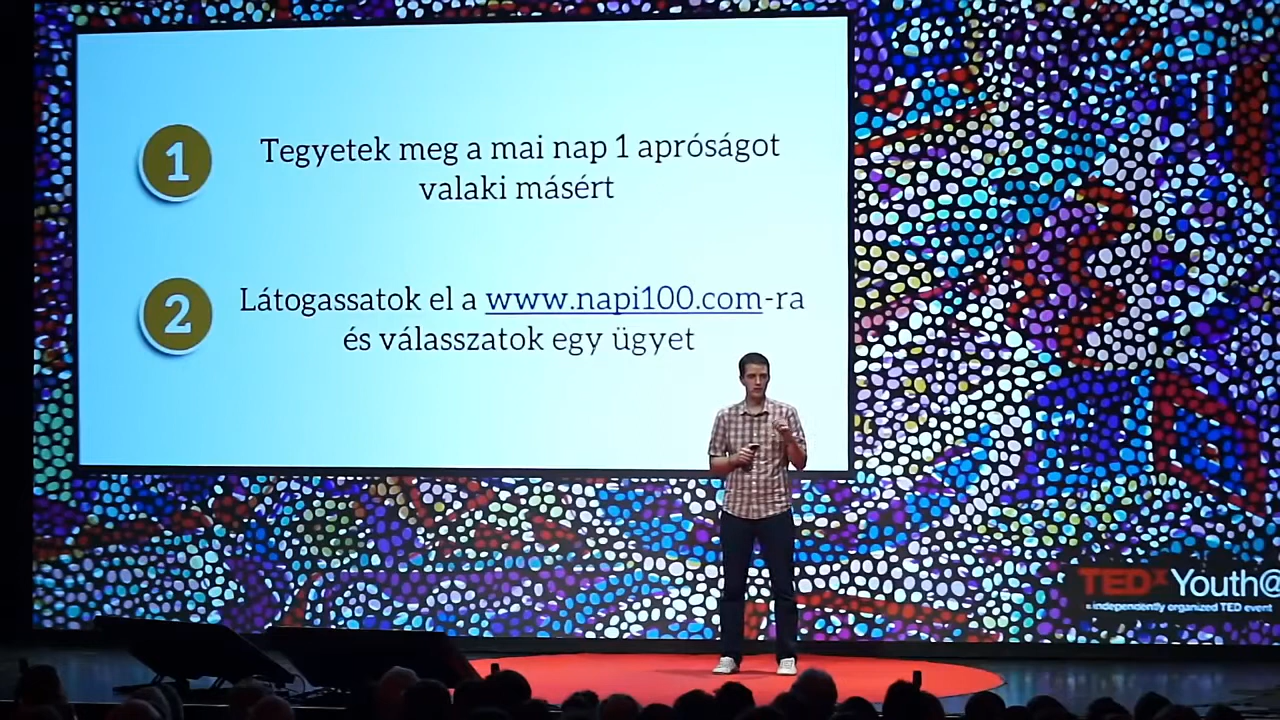 1
Tegyetek meg a mai nap 1 apróságot
valaki másért
2
Látogassatok el a www.napi100.com-ra
és válasszatok egy ügyet
TEDx Youth@
independently organized TED event